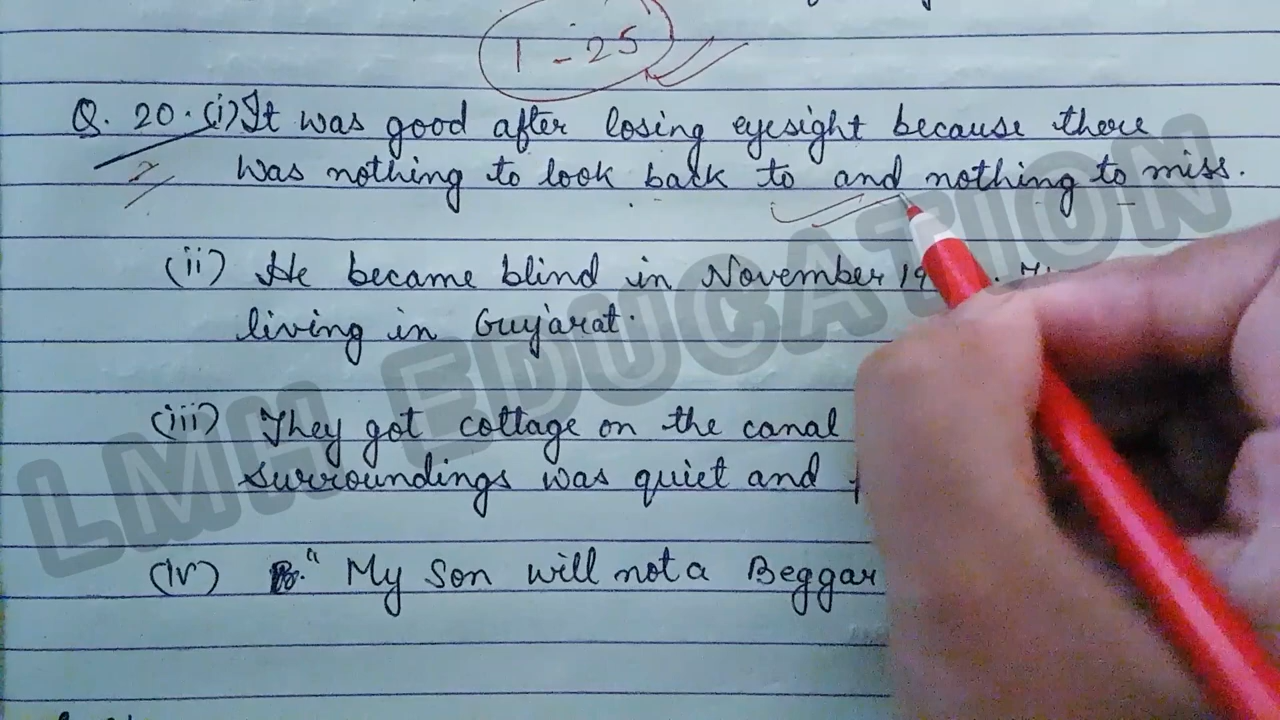 1 - 25
Q. 20. (i) It was good after losing eyesight because there
was nothing to look back to and nothing to miss.
(ii) He became blind in November
living in Gujarat.
(iii) They got cottage on the canal
surroundings was quiet and
(iv) B. " My Son will not a Beggar
LMH EDUCATION